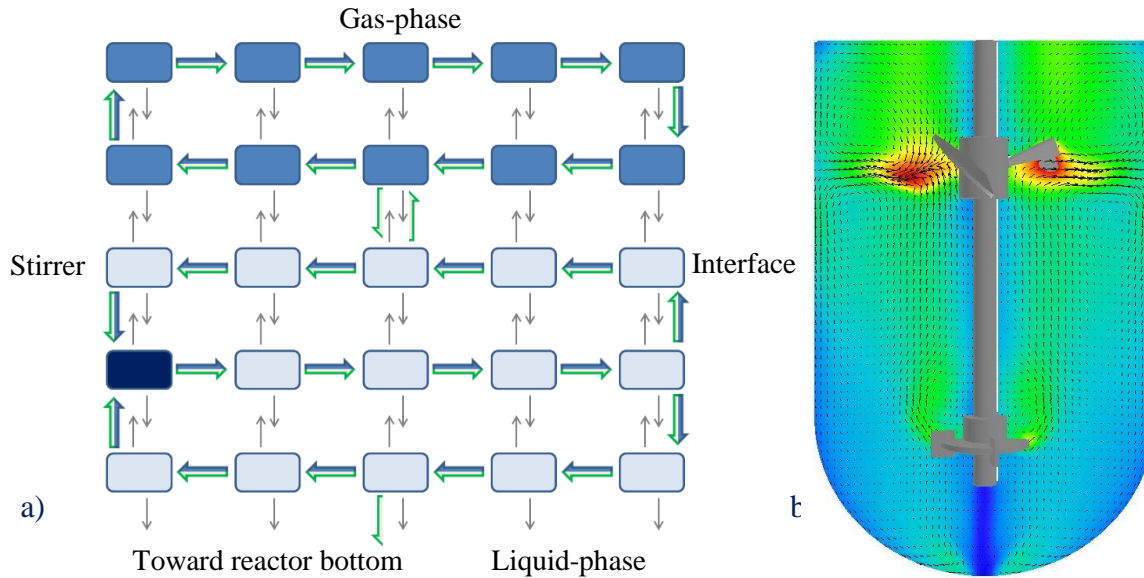 Gas-phase
Stirrer
Interface
a)
b
Toward reactor bottom
Liquid-phase